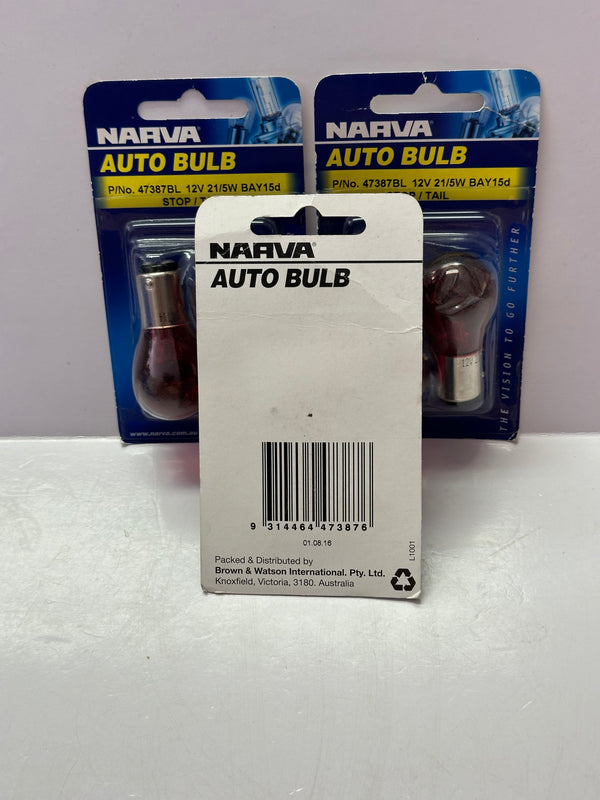 NARVA
AUTO BULB
P/No. 47387BL 12V 21/5W BAY15d
STOP / T
www.narva.com.au
NARVA
AUTO BULB
P/No. 47387BL 12V 21/5W BAY15d
/ TAIL
12V
THE VISION TO GO FURTHER
NARVA®
AUTO BULB
9 314464 473876
01.08.16
L1001
Packed & Distributed by
Brown & Watson International. Pty. Ltd.
Knoxfield, Victoria, 3180. Australia